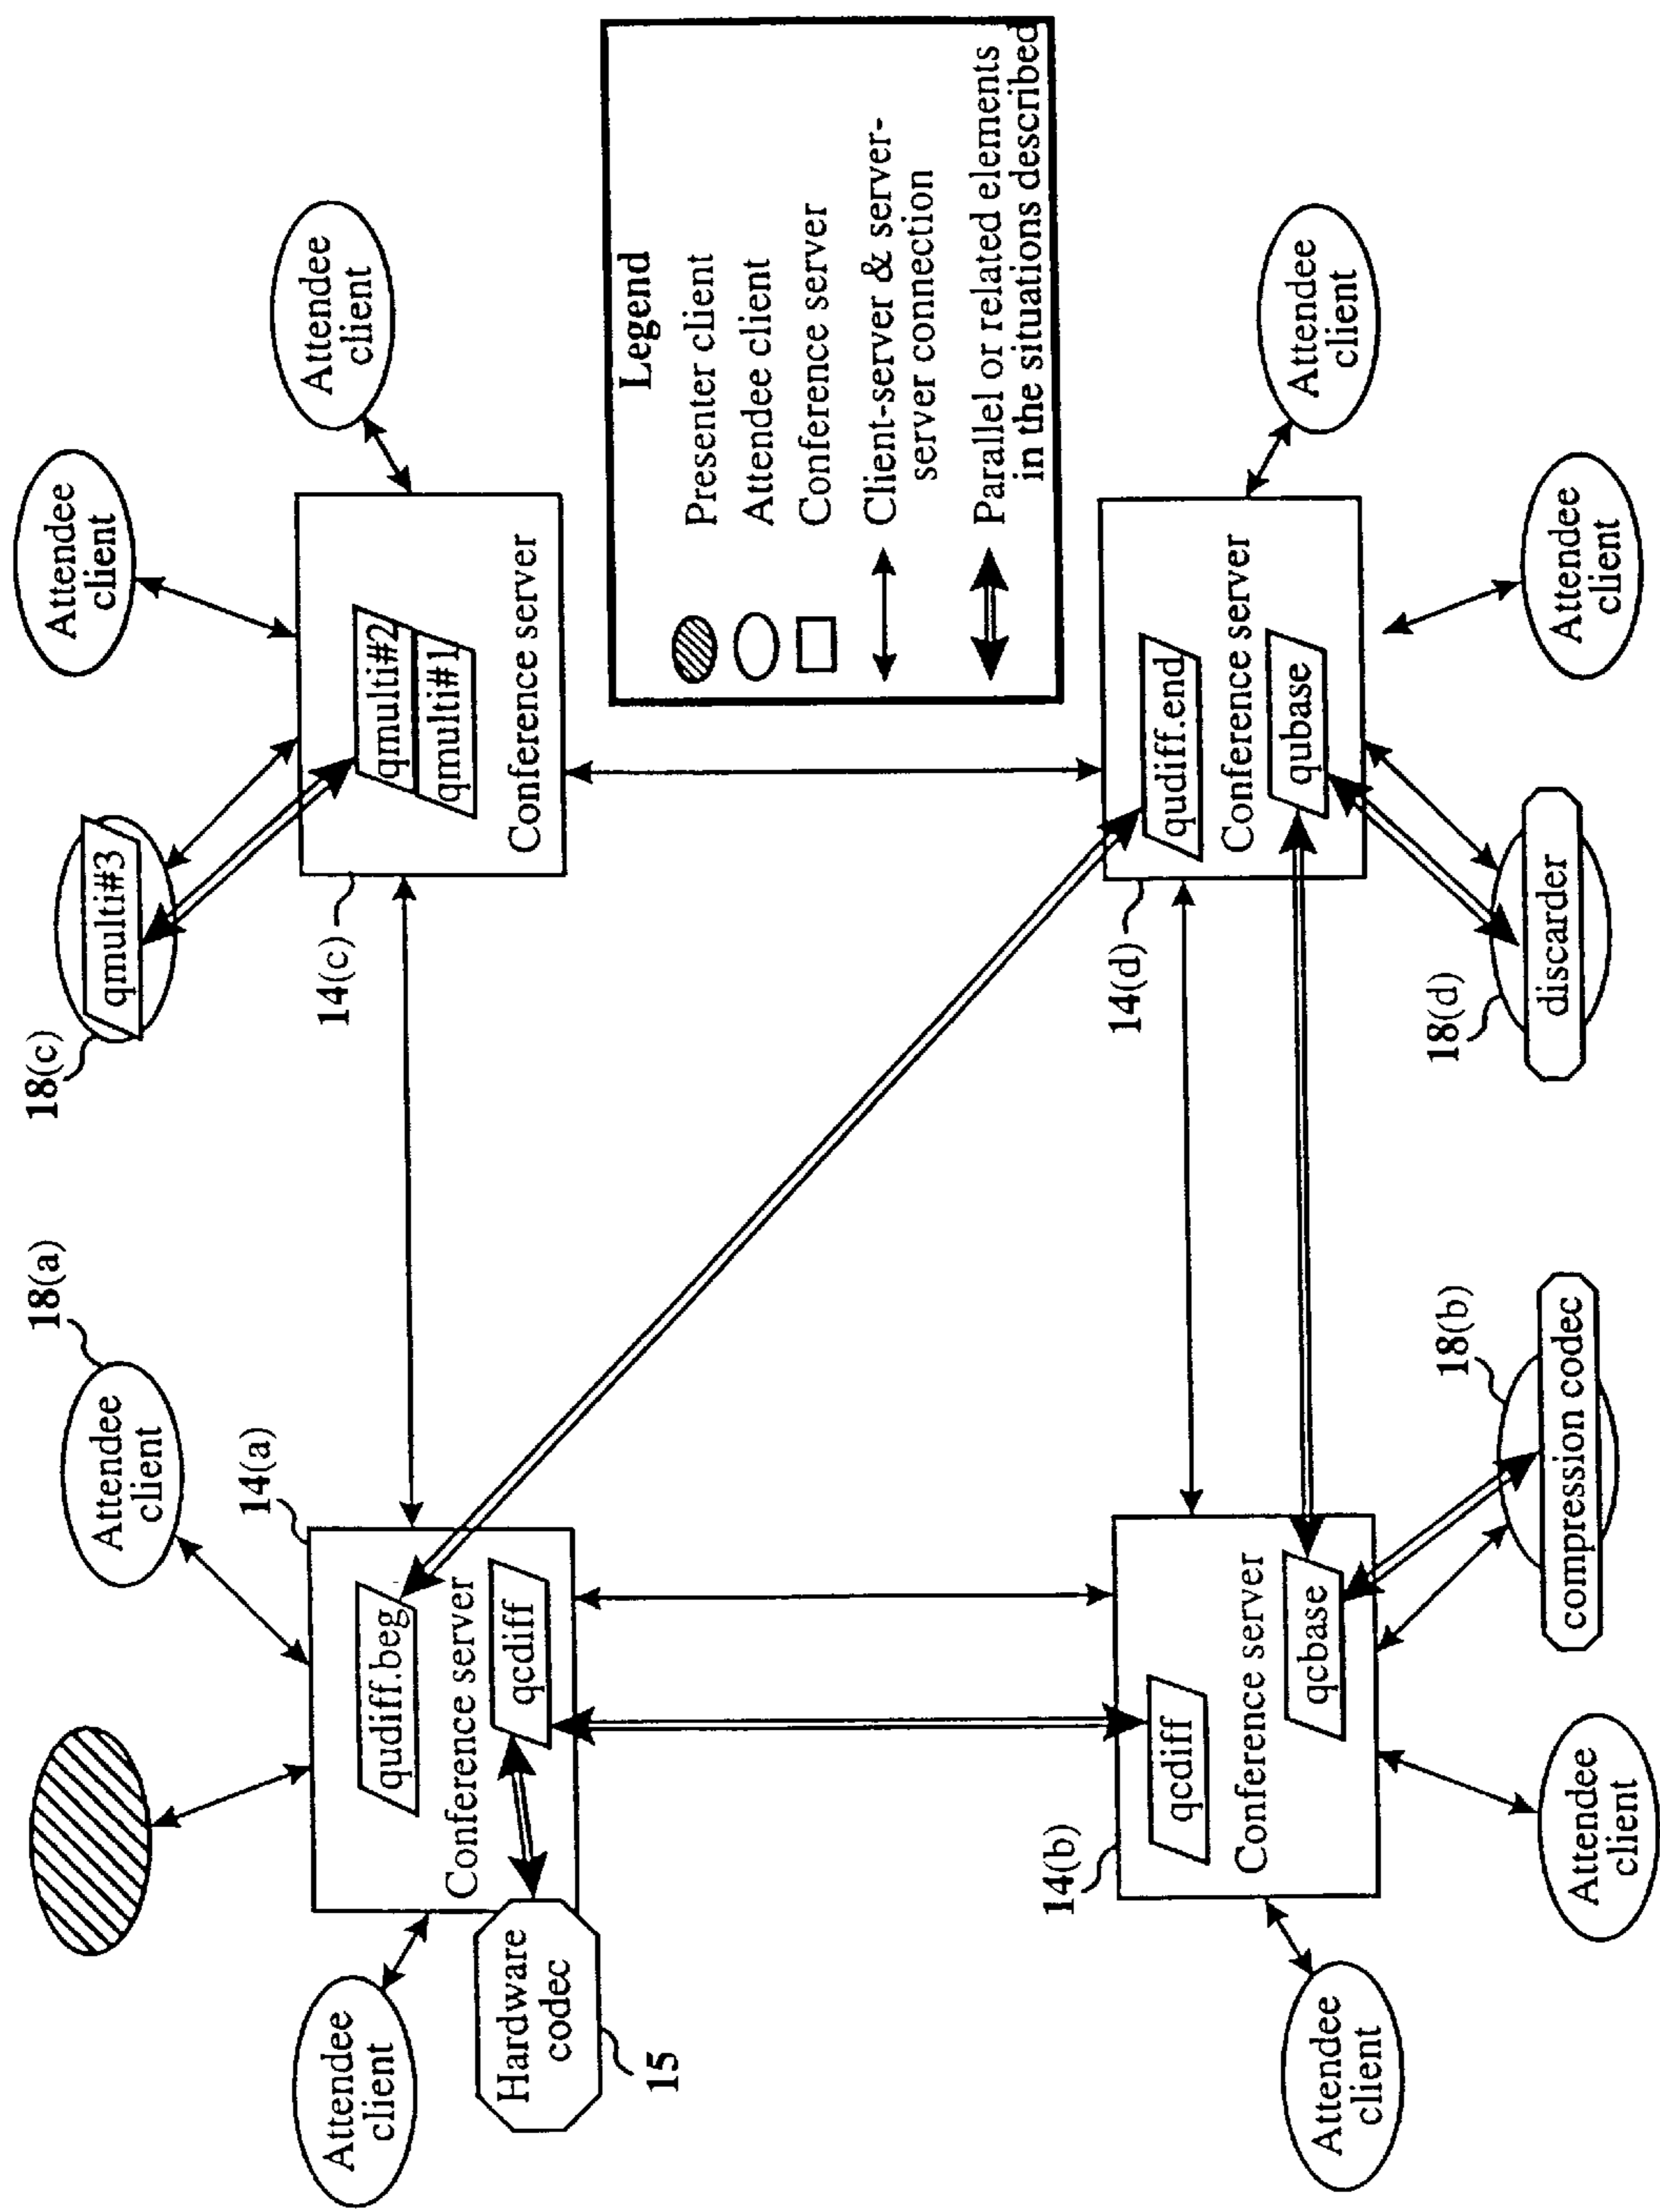 18(a)
18(c)
Attendee
client
qmulti#3
Attendee
client
14(a)
14(c)
Attendee
client
qudiff.beg
Conference server
qcdiff
Hardware
codec
15
qmulti#2
qmulti#1
Conference server
Attendee
client
Legend
Presenter client
Attendee client
Conference server
Client-server & server-
server connection
Parallel or related elements
in the situations described
14(b)
14(d)
qcdiff
Conference server
qcbase
qudiff.end
Conference server
qubase
Attendee
client
Attendee
client
18(b)
18(d)
Attendee
client
compression codec
discarder
Attendee
client